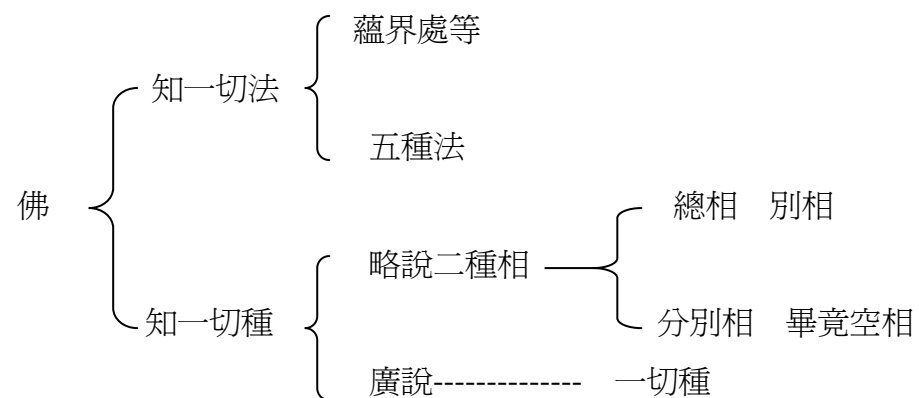 蘊界處等
知一切法
五種法
佛
總相　別相
略說二種相
知一切種
分別相　畢竟空相
廣說--------------　一切種